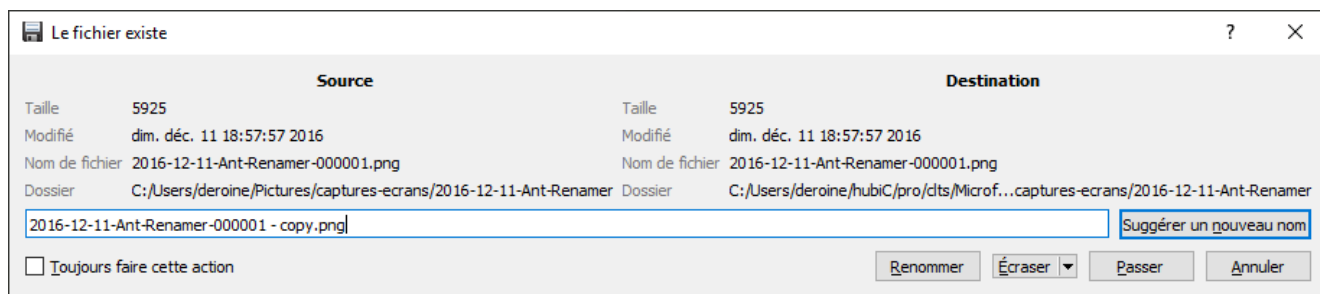 Le fichier existe
Source Destination
Taille 5925 Taille 5925
Modifié dim. déc. 11 18:57:57 2016 Modifié dim. déc. 11 18:57:57 2016
Nom de fichier 2016-12-11-Ant-Renamer-000001.png Nom de fichier 2016-12-11-Ant-Renamer-000001.png
Dossier C:/Users/deroine/Pictures/captures-ecrans/2016-12-11-Ant-Renamer Dossier C:/Users/deroine/hubiC/pro/clts/Microf...captures-ecrans/2016-12-11-Ant-Renamer
2016-12-11-Ant-Renamer-000001 - copy.png Suggérer un nouveau nom
Toujours faire cette action Renommer Écraser Passer Annuler